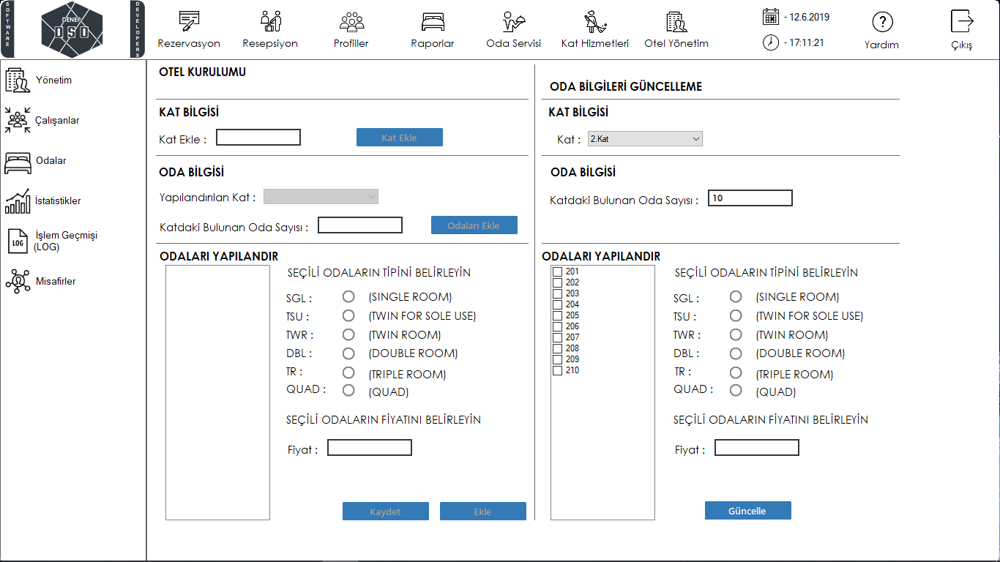 SOFTWARE
DENEP
DSD
DEVELOPERS
Rezervasyon
Resepsiyon
Profiller
Raporlar
Oda Servisi
Kat Hizmetleri
Otel Yönetim
- 12.6.2019
- 17:11:21
Yardım
Çıkış
Yönetim
Çalışanlar
Odalar
İstatistikler
LOG
İşlem Geçmişi
(LOG)
Misafirler
OTEL KURULUMU
KAT BİLGİSİ
Kat Ekle :
Kat Ekle
ODA BİLGİSİ
Yapılandırılan Kat :
Katdaki Bulunan Oda Sayısı :
Odaları Ekle
ODALARI YAPILANDIR
SEÇİLİ ODALARIN TİPİNİ BELİRLEYİN
SGL : (SINGLE ROOM)
TSU : (TWIN FOR SOLE USE)
TWR : (TWIN ROOM)
DBL : (DOUBLE ROOM)
TR : (TRIPLE ROOM)
QUAD : (QUAD)
SEÇİLİ ODALARIN FİYATINI BELİRLEYİN
Fiyat :
Kaydet
Ekle
ODA BİLGİLERİ GÜNCELLEME
KAT BİLGİSİ
Kat : 2.Kat
ODA BİLGİSİ
Katdaki Bulunan Oda Sayısı : 10
ODALARI YAPILANDIR
201
202
203
204
205
206
207
208
209
210
SEÇİLİ ODALARIN TİPİNİ BELİRLEYİN
SGL : (SINGLE ROOM)
TSU : (TWIN FOR SOLE USE)
TWR : (TWIN ROOM)
DBL : (DOUBLE ROOM)
TR : (TRIPLE ROOM)
QUAD : (QUAD)
SEÇİLİ ODALARIN FİYATINI BELİRLEYİN
Fiyat :
Güncelle